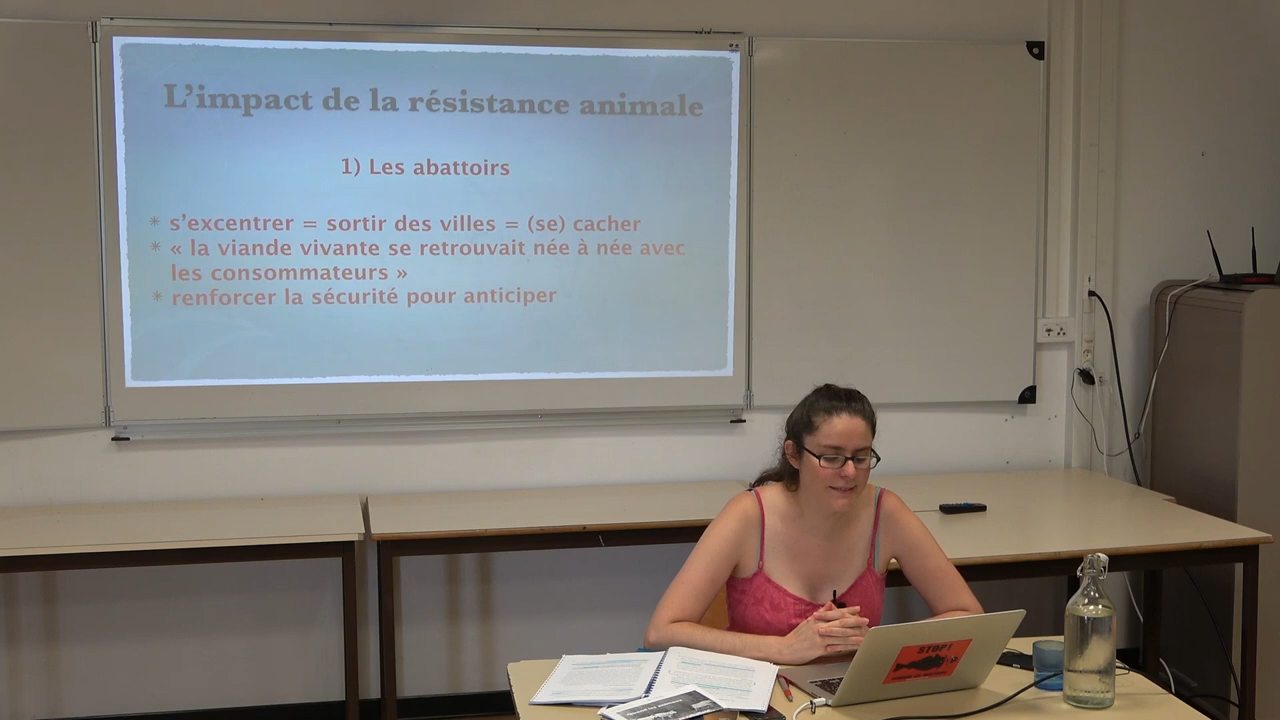 L'impact de la résistance animale
1) Les abattoirs
* s'excentrer = sortir des villes = (se) cacher
* « la viande vivante se retrouvait née à née avec
les consommateurs »
* renforcer la sécurité pour anticiper
STOP!